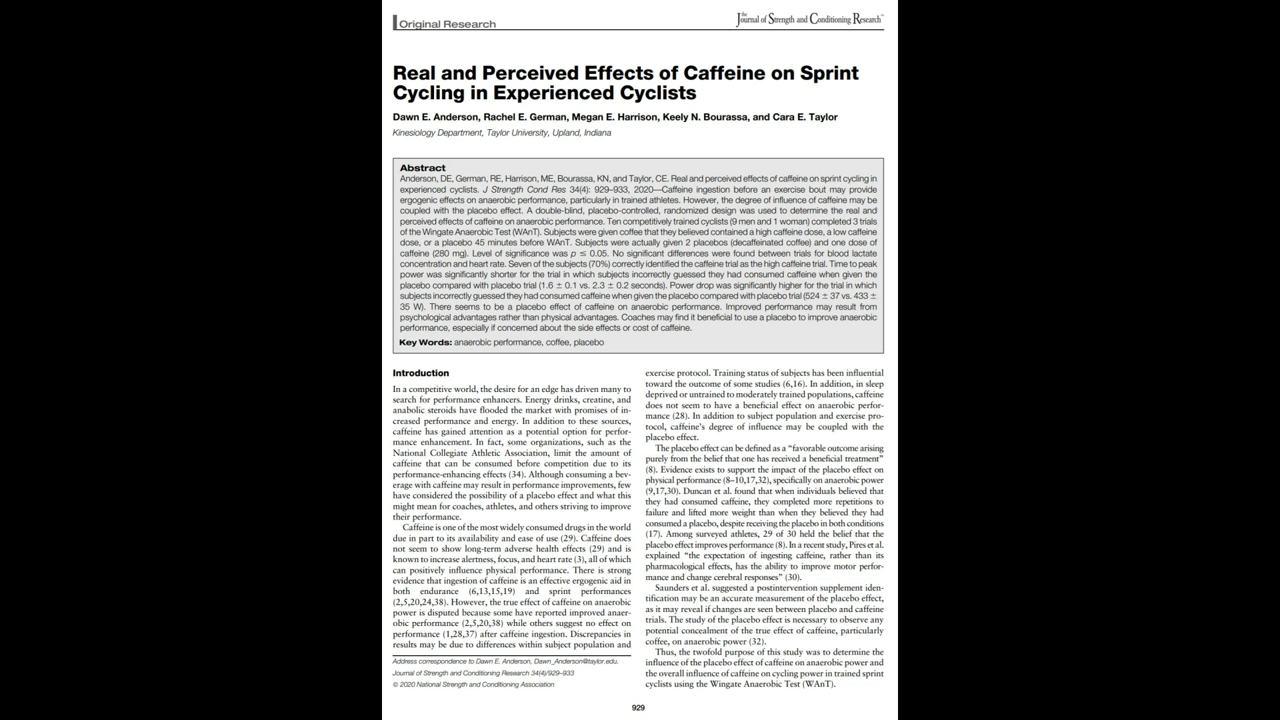 Original Research
the Journal of Strength and Conditioning Research™
Real and Perceived Effects of Caffeine on Sprint
Cycling in Experienced Cyclists
Dawn E. Anderson, Rachel E. German, Megan E. Harrison, Keely N. Bourassa, and Cara E. Taylor
Kinesiology Department, Taylor University, Upland, Indiana
Abstract
Anderson, DE, German, RE, Harrison, ME, Bourassa, KN, and Taylor, CE. Real and perceived effects of caffeine on sprint cycling in
experienced cyclists. J Strength Cond Res 34(4): 929–933, 2020—Caffeine ingestion before an exercise bout may provide
ergogenic effects on anaerobic performance, particularly in trained athletes. However, the degree of influence of caffeine may be
coupled with the placebo effect. A double-blind, placebo-controlled, randomized design was used to determine the real and
perceived effects of caffeine on anaerobic performance. Ten competitively trained cyclists (9 men and 1 woman) completed 3 trials
of the Wingate Anaerobic Test (WAnT). Subjects were given coffee that they believed contained a high caffeine dose, a low caffeine
dose, or a placebo 45 minutes before WAnT. Subjects were actually given 2 placebos (decaffeinated coffee) and one dose of
caffeine (280 mg). Level of significance was p ≤ 0.05. No significant differences were found between trials for blood lactate
concentration and heart rate. Seven of the subjects (70%) correctly identified the caffeine trial as the high caffeine trial. Time to peak
power was significantly shorter for the trial in which subjects incorrectly guessed they had consumed caffeine when given the
placebo compared with placebo trial (1.6 ± 0.1 vs. 2.3 ± 0.2 seconds). Power drop was significantly higher for the trial in which
subjects incorrectly guessed they had consumed caffeine when given the placebo compared with placebo trial (524 ± 37 vs. 433 ±
35 W). There seems to be a placebo effect of caffeine on anaerobic performance. Improved performance may result from
psychological advantages rather than physical advantages. Coaches may find it beneficial to use a placebo to improve anaerobic
performance, especially if concerned about the side effects or cost of caffeine.
Key Words: anaerobic performance, coffee, placebo
Introduction
In a competitive world, the desire for an edge has driven many to
search for performance enhancers. Energy drinks, creatine, and
anabolic steroids have flooded the market with promises of in-
creased performance and energy. In addition to these sources,
caffeine has gained attention as a potential option for perfor-
mance enhancement. In fact, some organizations, such as the
National Collegiate Athletic Association, limit the amount of
caffeine that can be consumed before competition due to its
performance-enhancing effects (34). Although consuming a bev-
erage with caffeine may result in performance improvements, few
have considered the possibility of a placebo effect and what this
might mean for coaches, athletes, and others striving to improve
their performance.
Caffeine is one of the most widely consumed drugs in the world
due in part to its availability and ease of use (29). Caffeine does
not seem to show long-term adverse health effects (29) and is
known to increase alertness, focus, and heart rate (3), all of which
can positively influence physical performance. There is strong
evidence that ingestion of caffeine is an effective ergogenic aid in
both endurance (6,13,15,19) and sprint performances
(2,5,20,24,38). However, the true effect of caffeine on anaerobic
power is disputed because some have reported improved anaer-
obic performance (2,5,20,38) while others suggest no effect on
performance (1,28,37) after caffeine ingestion. Discrepancies in
results may be due to differences within subject population and
Address correspondence to Dawn E. Anderson, Dawn_Anderson@taylor.edu.
Journal of Strength and Conditioning Research 34(4)/929–933
© 2020 National Strength and Conditioning Association
exercise protocol. Training status of subjects has been influential
toward the outcome of some studies (6,16). In addition, in sleep
deprived or untrained to moderately trained populations, caffeine
does not seem to have a beneficial effect on anaerobic perfor-
mance (28). In addition to subject population and exercise pro-
tocol, caffeine's degree of influence may be coupled with the
placebo effect.
The placebo effect can be defined as a “favorable outcome arising
purely from the belief that one has received a beneficial treatment”
(8). Evidence exists to support the impact of the placebo effect on
physical performance (8–10,17,32), specifically on anaerobic power
(9,17,30). Duncan et al. found that when individuals believed that
they had consumed caffeine, they completed more repetitions to
failure and lifted more weight than when they believed they had
consumed a placebo, despite receiving the placebo in both conditions
(17). Among surveyed athletes, 29 of 30 held the belief that the
placebo effect improves performance (8). In a recent study, Pires et al.
explained “the expectation of ingesting caffeine, rather than its
pharmacological effects, has the ability to improve motor perfor-
mance and change cerebral responses” (30).
Saunders et al. suggested a postintervention supplement iden-
tification may be an accurate measurement of the placebo effect,
as it may reveal if changes are seen between placebo and caffeine
trials. The study of the placebo effect is necessary to observe any
potential concealment of the true effect of caffeine, particularly
coffee, on anaerobic power (32).
Thus, the twofold purpose of this study was to determine the
influence of the placebo effect of caffeine on anaerobic power and
the overall influence of caffeine on cycling power in trained sprint
cyclists using the Wingate Anaerobic Test (WAnT).
929